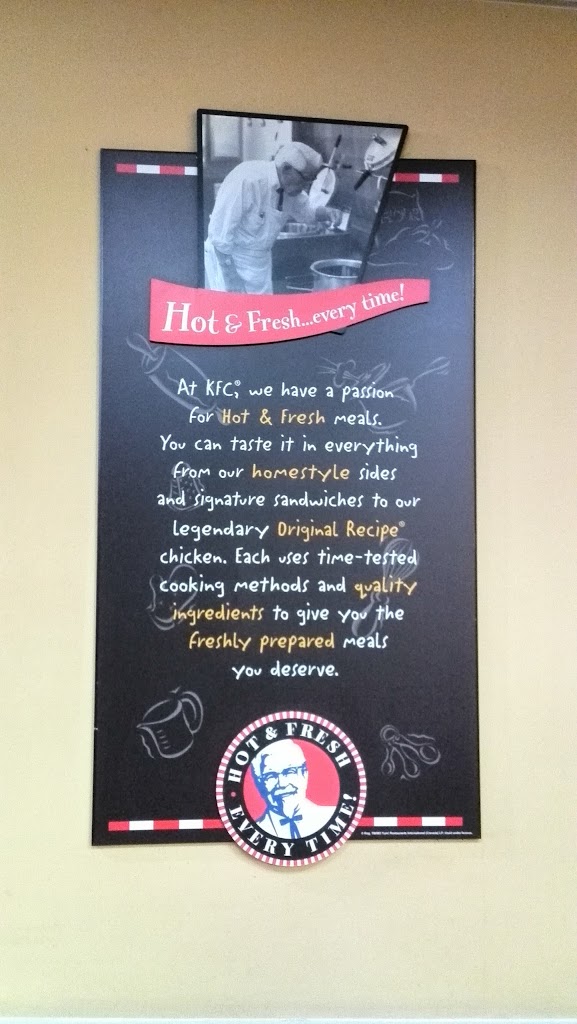 Hot & Fresh...every time!
At KFC,® we have a passion
for Hot & Fresh meals.
You can taste it in everything
from our homestyle sides
and signature sandwiches to our
legendary Original Recipe®
chicken. Each uses time-tested
cooking methods and quality
ingredients to give you the
freshly prepared meals
you deserve.
HOT & FRESH
EVERY TIME!